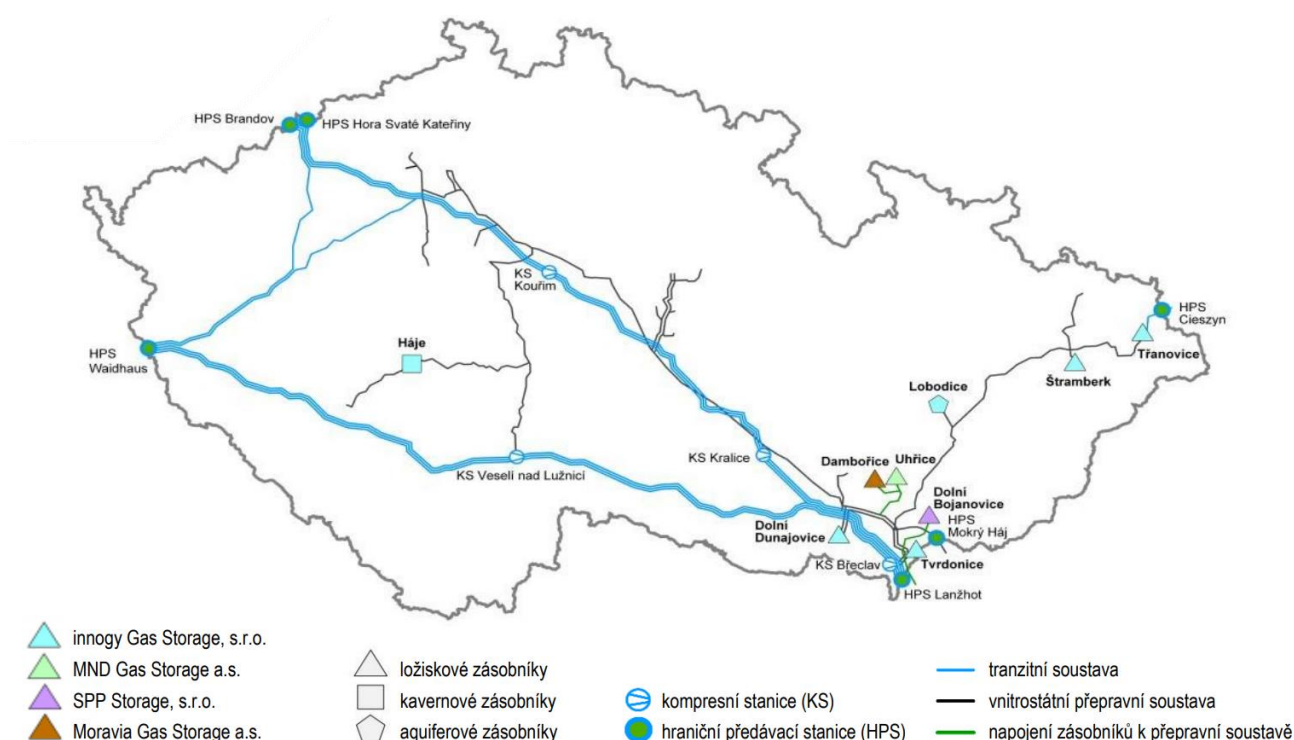 HPS Brandov
HPS Hora Svaté Kateřiny
KS
Kouřim
HPS
Cieszyn
HPS
Waidhaus
Háje
Třanovice
Štramberk
Lobodice
KS Kralice
Dambořice
Uhřice
KS Veselí nad Lužnicí
Dolní
Bojanovice
HPS
Mokrý Háj
Dolní
Dunajovice
KS Břeclav
Tvrdonice
HPS Lanžhot
innogy Gas Storage, s.r.o.
MND Gas Storage a.s.
SPP Storage, s.r.o.
Moravia Gas Storage a.s.
ložiskové zásobníky
kavernové zásobníky
aquiferové zásobníky
kompresní stanice (KS)
hraniční předávací stanice (HPS)
tranzitní soustava
vnitrostátní přepravní soustava
napojení zásobníků k přepravní soustavě